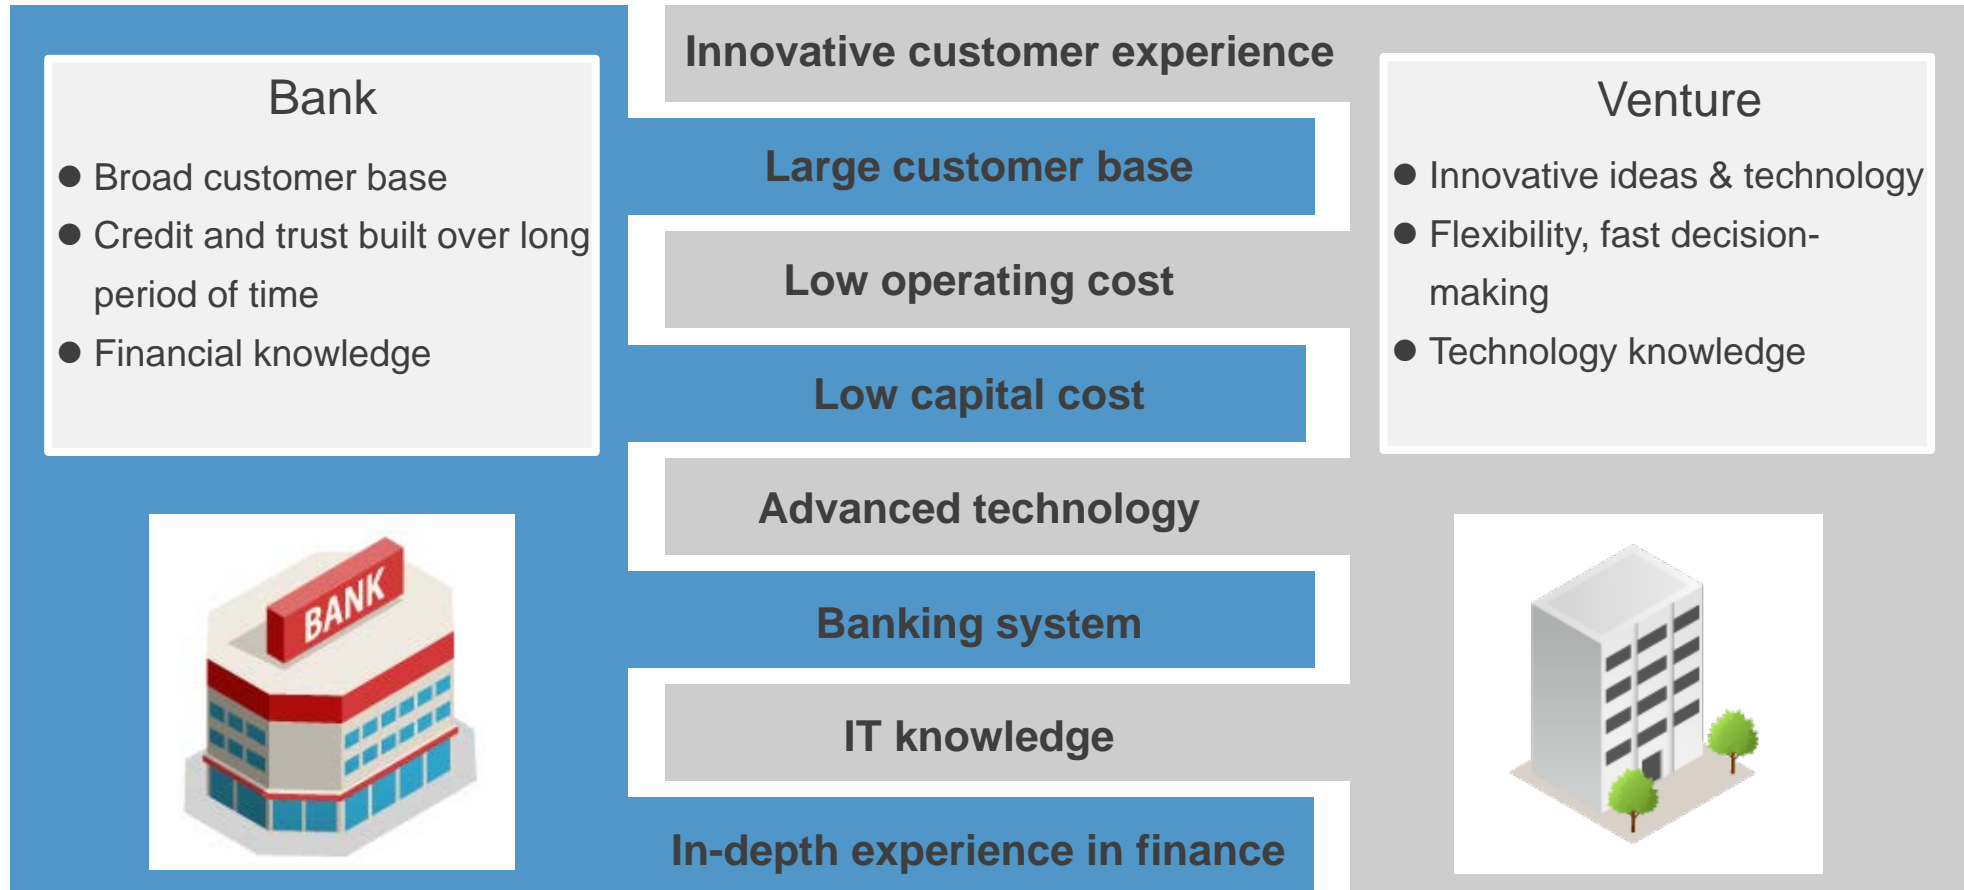 Bank
● Broad customer base
● Credit and trust built over long
period of time
● Financial knowledge
Innovative customer experience
Large customer base
Low operating cost
Low capital cost
Advanced technology
Banking system
IT knowledge
In-depth experience in finance
Venture
● Innovative ideas & technology
● Flexibility, fast decision-
making
● Technology knowledge
BANK